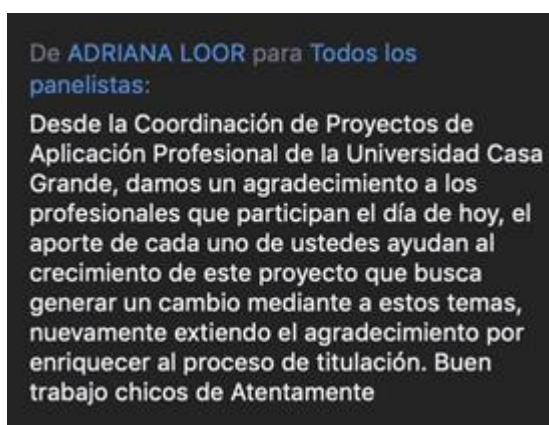 De ADRIANA LOOR para Todos los
panelistas:
Desde la Coordinación de Proyectos de
Aplicación Profesional de la Universidad Casa
Grande, damos un agradecimiento a los
profesionales que participan el día de hoy, el
aporte de cada uno de ustedes ayudan al
crecimiento de este proyecto que busca
generar un cambio mediante a estos temas,
nuevamente extiendo el agradecimiento por
enriquecer al proceso de titulación. Buen
trabajo chicos de Atentamente